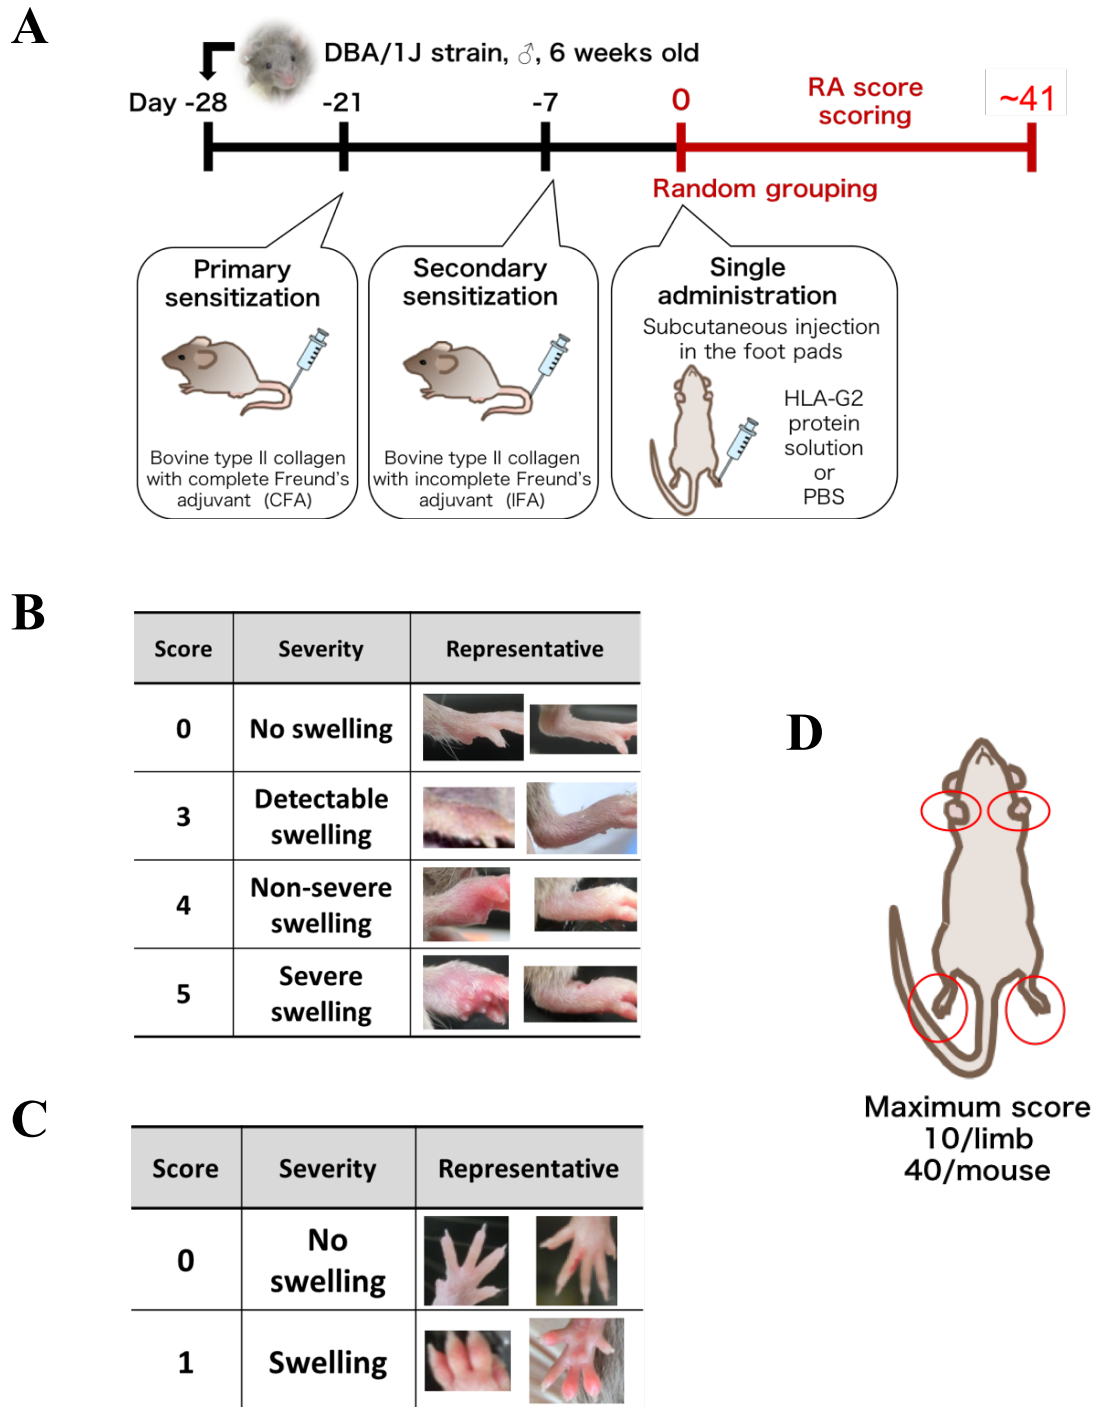 A
DBA/1J strain, ♂, 6 weeks old
Day -28
-21
-7
0
RA score
scoring
~41
Random grouping
Primary
sensitization
Bovine type II collagen
with complete Freund's
adjuvant (CFA)
Secondary
sensitization
Bovine type II collagen
with incomplete Freund's
adjuvant (IFA)
Single
administration
Subcutaneous injection
in the foot pads
HLA-G2
protein
solution
or
PBS
B
Score Severity Representative
0 No swelling
3 Detectable
swelling
4 Non-severe
swelling
5 Severe
swelling
C
Score Severity Representative
0 No
swelling
1 Swelling
D
Maximum score
10/limb
40/mouse